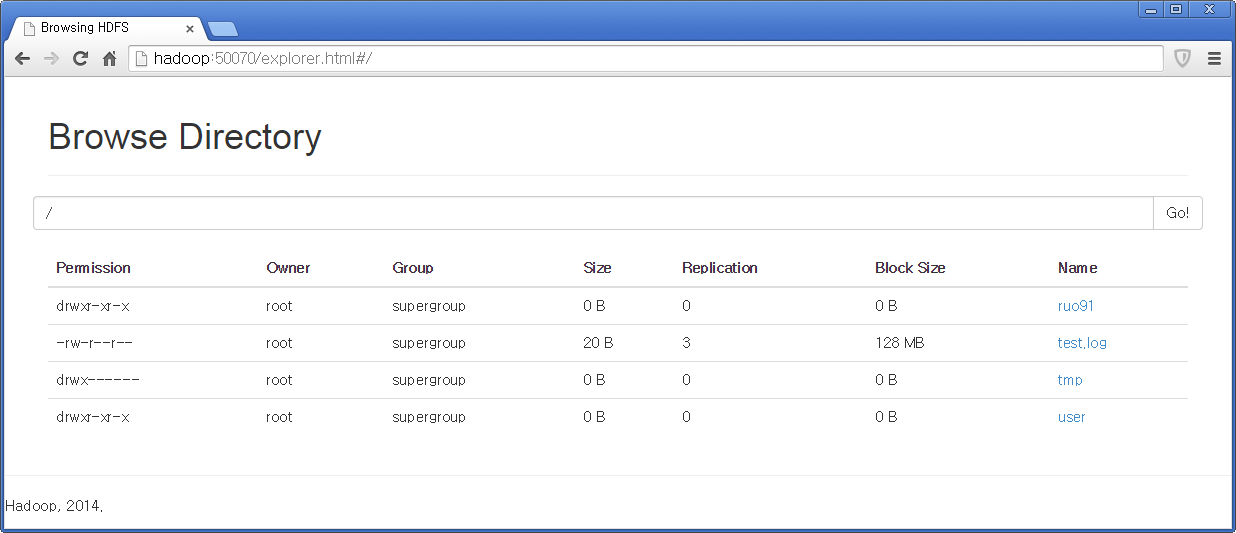 Browsing HDFS
hadoop:50070/explorer.html#/
Browse Directory
/ Go!
Permission Owner Group Size Replication Block Size Name
drwxr-xr-x root supergroup 0 B 0 0 B ruo91
-rw-r--r-- root supergroup 20 B 3 128 MB test.log
drwx------ root supergroup 0 B 0 0 B tmp
drwxr-xr-x root supergroup 0 B 0 0 B user
Hadoop, 2014.